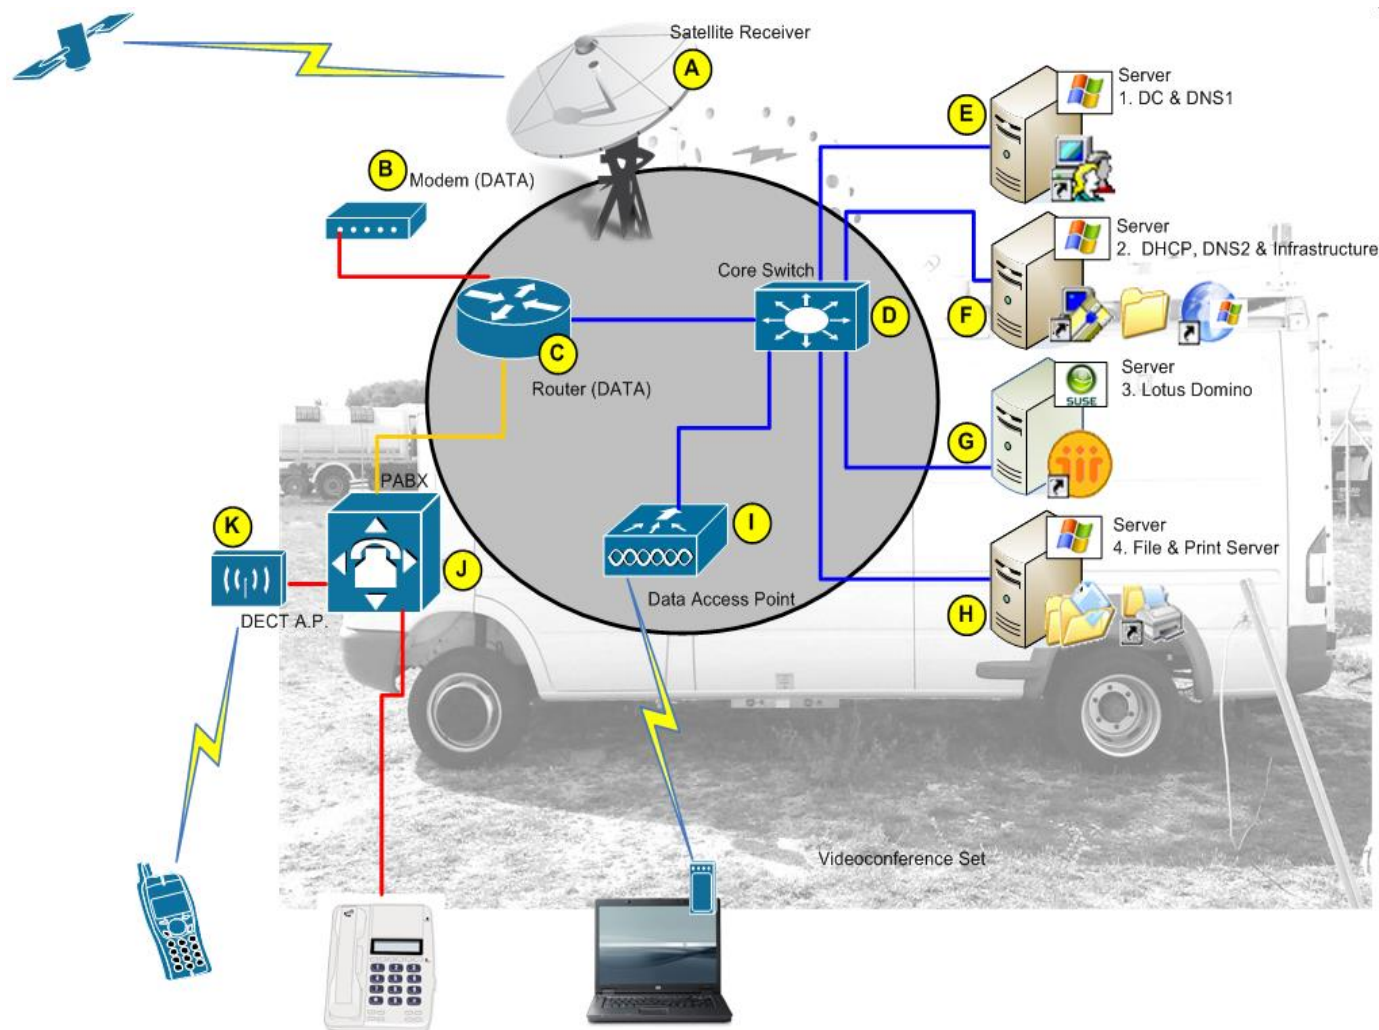 Satellite Receiver
A
B
Modem (DATA)
Core Switch
C
Router (DATA)
D
E
Server
1. DC & DNS1
Server
2. DHCP, DNS2 & Infrastructure
F
Server
3. Lotus Domino
SUSE
G
Server
4. File & Print Server
H
PABX
K
J
DECT A.P.
I
Data Access Point
Videoconference Set